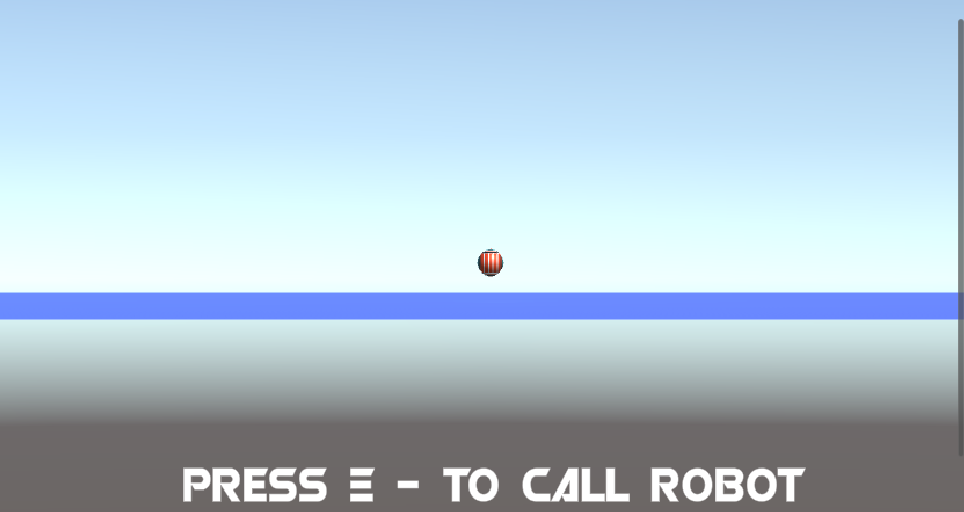 PRESS E - TO CALL ROBOT